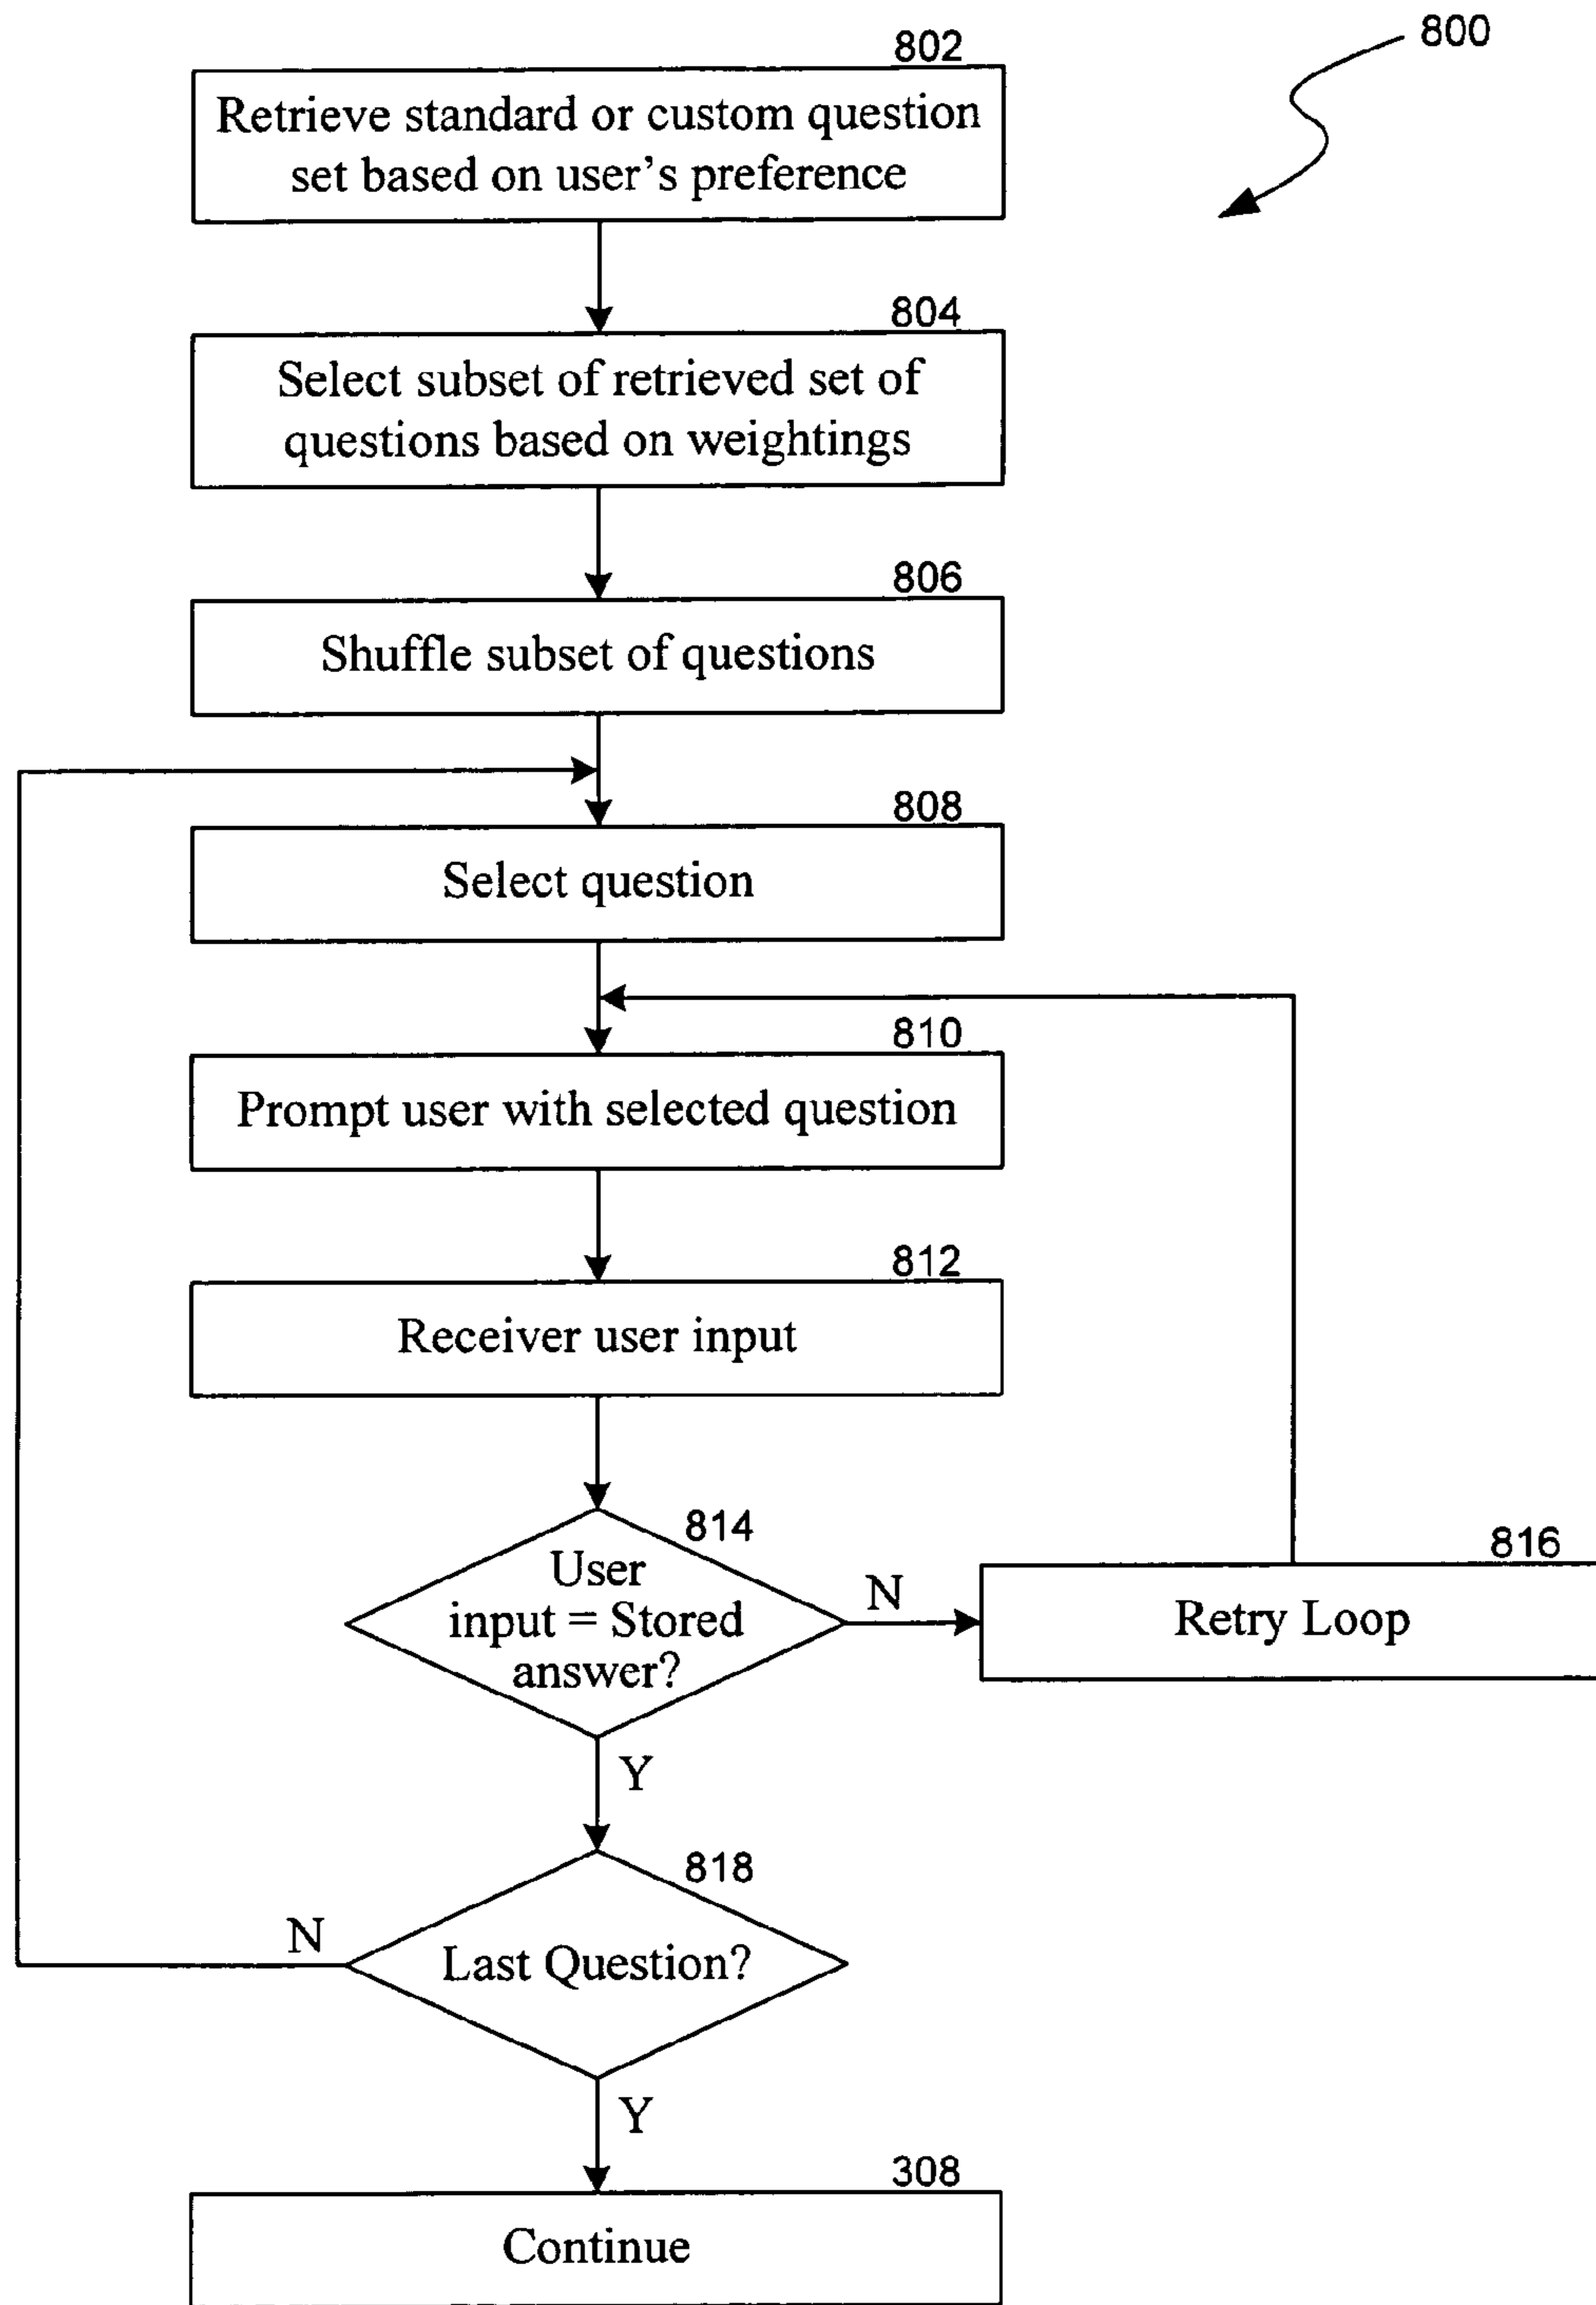 800
802
Retrieve standard or custom question
set based on user's preference
804
Select subset of retrieved set of
questions based on weightings
806
Shuffle subset of questions
808
Select question
810
Prompt user with selected question
812
Receiver user input
814
User
input = Stored
answer?
N
816
Retry Loop
Y
818
Last Question?
N
Y
308
Continue